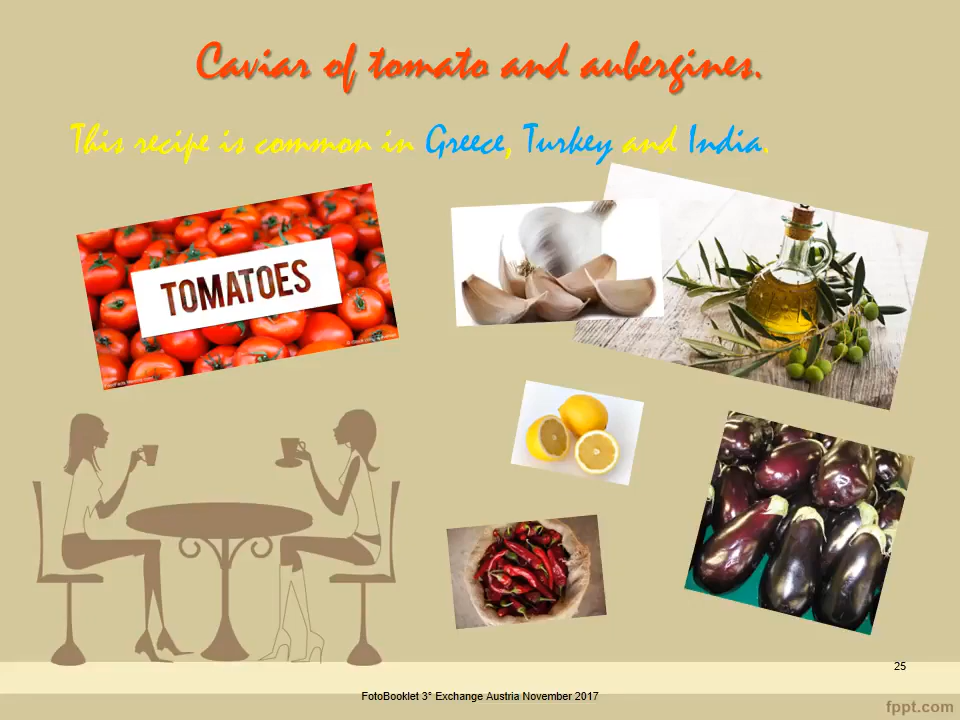 Caviar of tomato and aubergines.
This recipe is common in Greece, Turkey and India.
TOMATOES
25
FotoBooklet 3° Exchange Austria November 2017
fppt.com